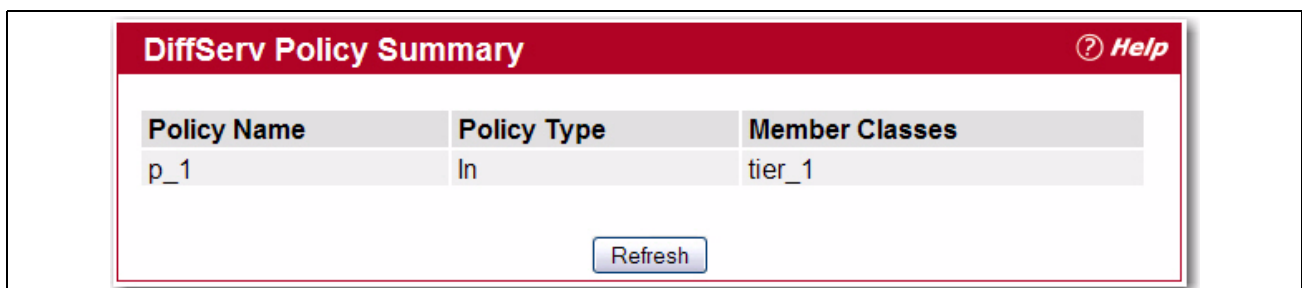 DiffServ Policy Summary ? Help
Policy Name Policy Type Member Classes
p_1 In tier_1
Refresh